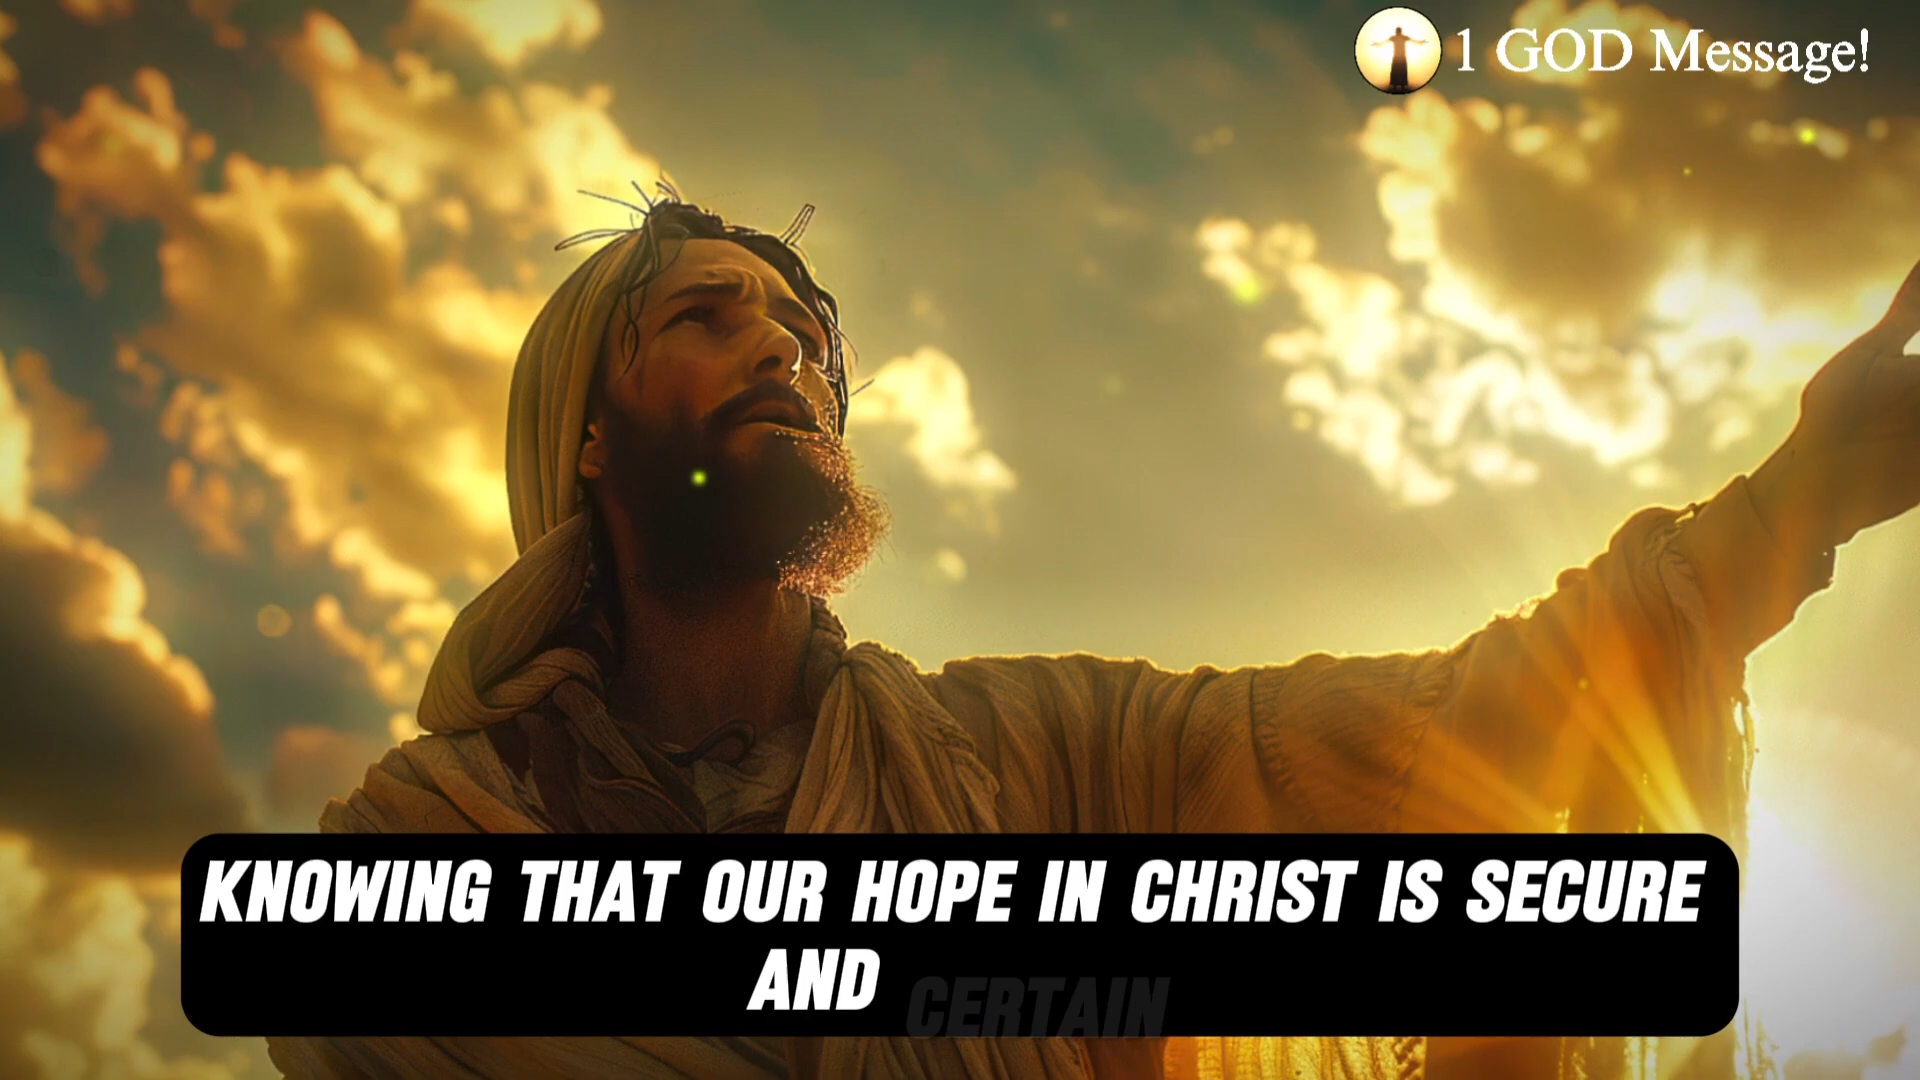 1 GOD Message!
KNOWING THAT OUR HOPE IN CHRIST IS SECURE
AND CERTAIN